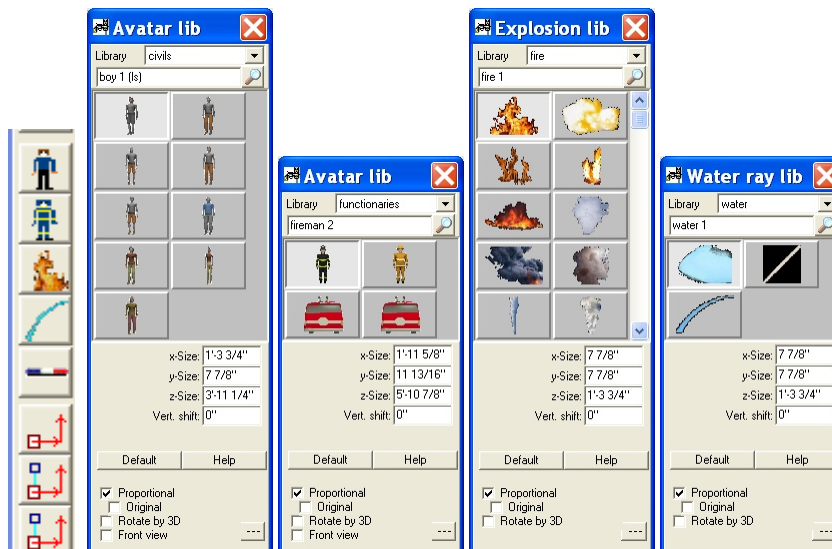 Avatar lib
Library civils
boy 1 (ls)
x-Size: 1'-3 3/4"
y-Size: 7 7/8"
z-Size: 3'-11 1/4"
Vert. shift: 0"
Default Help
Proportional
Original
Rotate by 3D
Front view
---
Avatar lib
Library functionaries
fireman 2
x-Size: 1'-11 5/8"
y-Size: 11 13/16"
z-Size: 5'-10 7/8"
Vert. shift: 0"
Default Help
Proportional
Original
Rotate by 3D
Front view
---
Explosion lib
Library fire
fire 1
x-Size: 7 7/8"
y-Size: 7 7/8"
z-Size: 1'-3 3/4"
Vert. shift: 0"
Default Help
Proportional
Original
Rotate by 3D
---
Water ray lib
Library water
water 1
x-Size: 7 7/8"
y-Size: 7 7/8"
z-Size: 1'-3 3/4"
Vert. shift: 0"
Default Help
Proportional
Original
Rotate by 3D
---